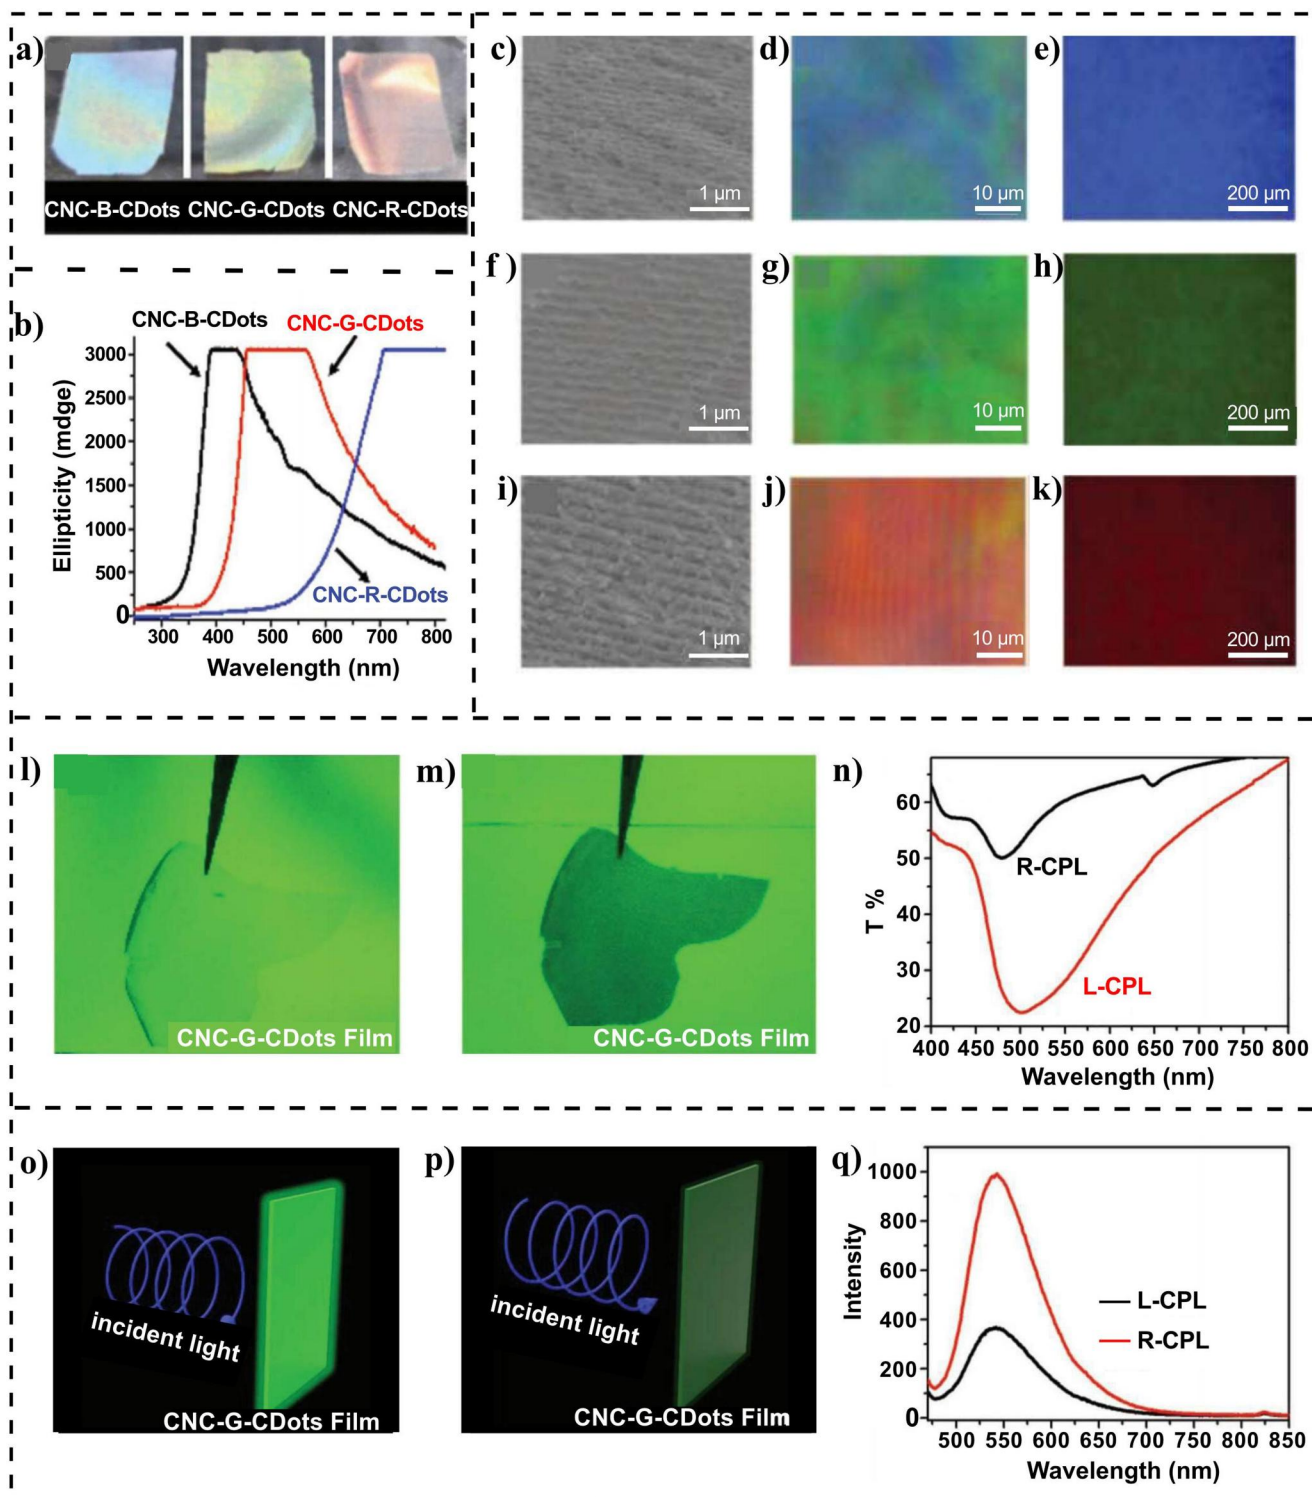 a)
CNC-B-CDots CNC-G-CDots CNC-R-CDots
b)
CNC-B-CDots
CNC-G-CDots
CNC-R-CDots
Ellipticity (mdge)
3000
2500
2000
1500
1000
500
0
300 400 500 600 700 800
Wavelength (nm)
c)
1 μm
d)
10 μm
e)
200 μm
f)
1 μm
g)
10 μm
h)
200 μm
i)
1 μm
j)
10 μm
k)
200 μm
l)
CNC-G-CDots Film
m)
CNC-G-CDots Film
n)
T %
60
50
40
30
20
R-CPL
L-CPL
400 450 500 550 600 650 700 750 800
Wavelength (nm)
o)
incident light
CNC-G-CDots Film
p)
incident light
CNC-G-CDots Film
q)
Intensity
1000
800
600
400
200
0
L-CPL
R-CPL
500 550 600 650 700 750 800 850
Wavelength (nm)